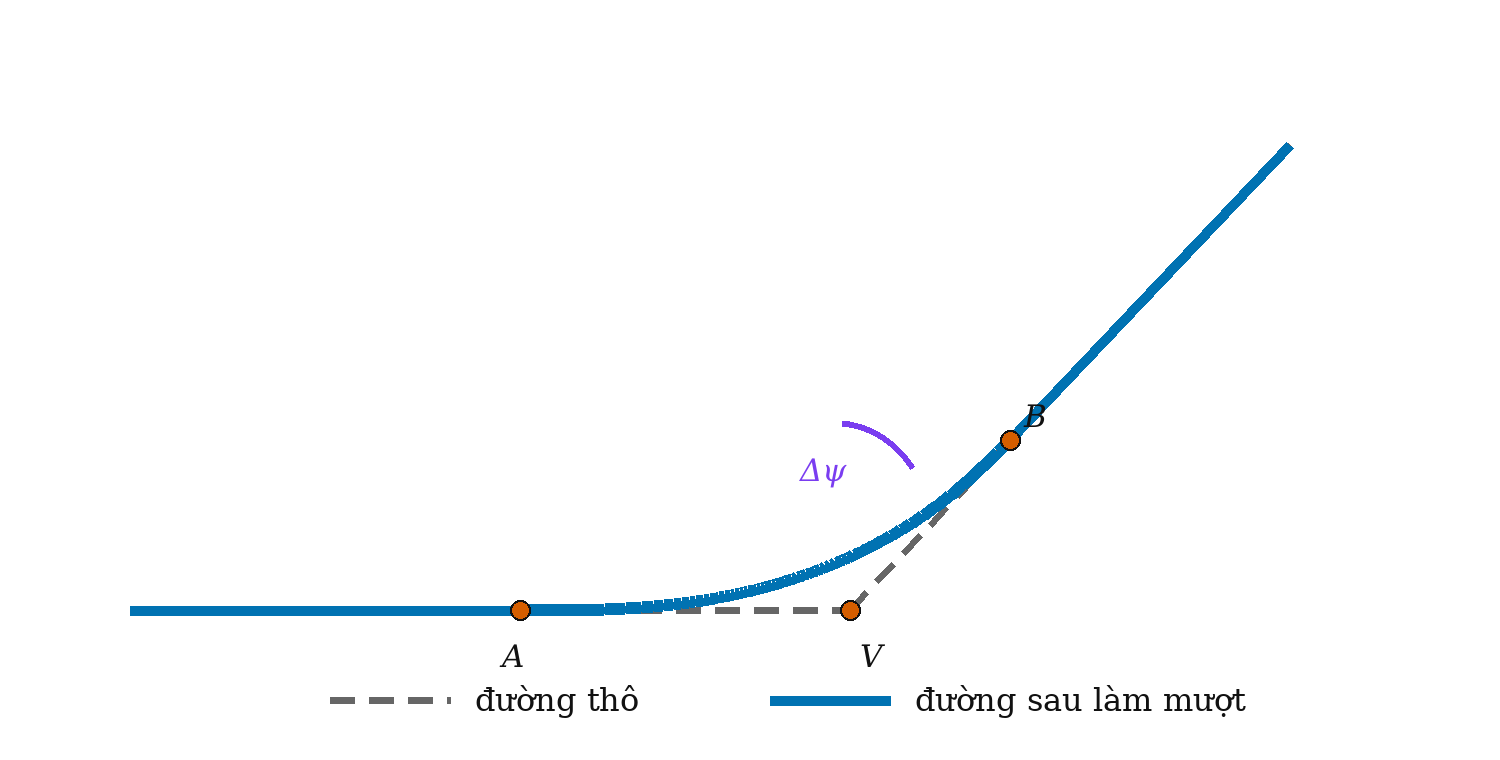 B
Δψ
A
V
đường thô
đường sau làm mượt